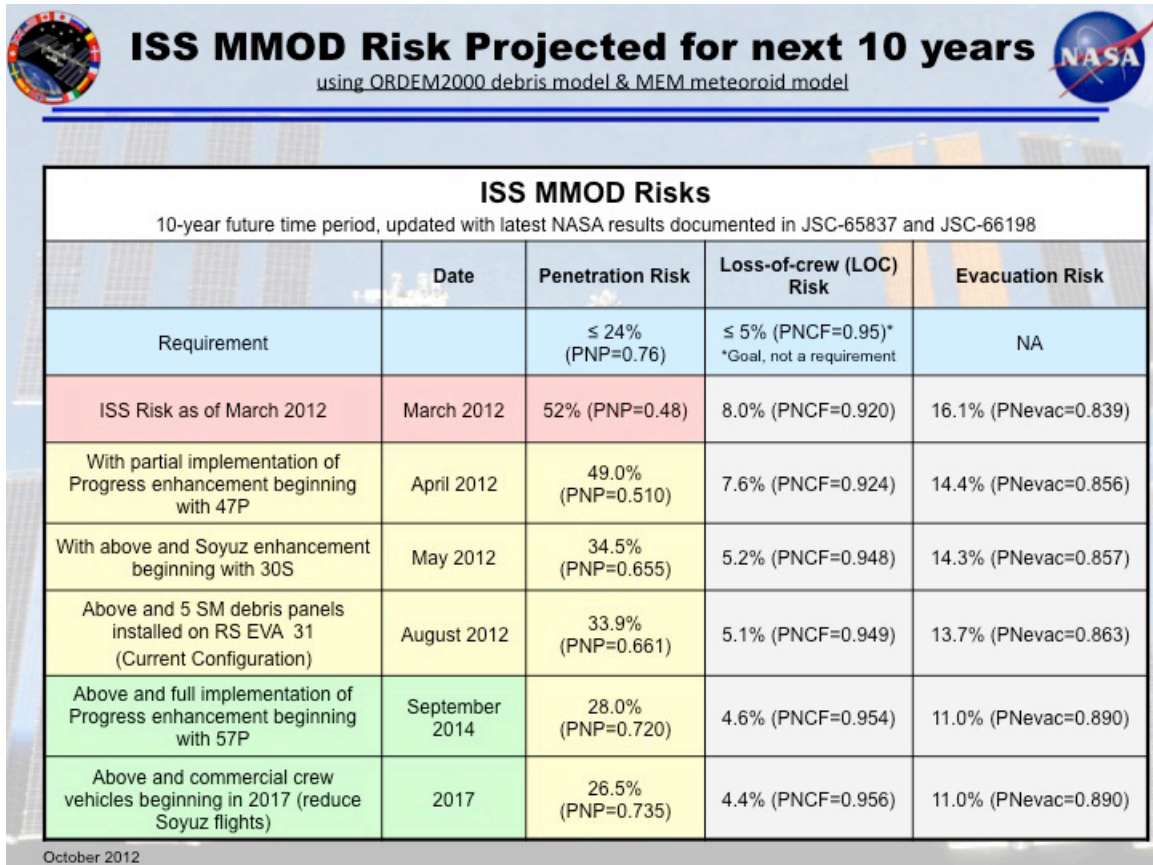 ISS MMOD Risk Projected for next 10 years
NASA
using ORDEM2000 debris model & MEM meteoroid model
ISS MMOD Risks
10-year future time period, updated with latest NASA results documented in JSC-65837 and JSC-66198
Date
Penetration Risk
Loss-of-crew (LOC)
Risk
Evacuation Risk
Requirement
≤ 24%
(PNP=0.76)
≤ 5% (PNCF=0.95)*
*Goal, not a requirement
NA
ISS Risk as of March 2012
March 2012
52% (PNP=0.48)
8.0% (PNCF=0.920)
16.1% (PNevac=0.839)
With partial implementation of
Progress enhancement beginning
with 47P
April 2012
49.0%
(PNP=0.510)
7.6% (PNCF=0.924)
14.4% (PNevac=0.856)
With above and Soyuz enhancement
beginning with 30S
May 2012
34.5%
(PNP=0.655)
5.2% (PNCF=0.948)
14.3% (PNevac=0.857)
Above and 5 SM debris panels
installed on RS EVA 31
(Current Configuration)
August 2012
33.9%
(PNP=0.661)
5.1% (PNCF=0.949)
13.7% (PNevac=0.863)
Above and full implementation of
Progress enhancement beginning
with 57P
September
2014
28.0%
(PNP=0.720)
4.6% (PNCF=0.954)
11.0% (PNevac=0.890)
Above and commercial crew
vehicles beginning in 2017 (reduce
Soyuz flights)
2017
26.5%
(PNP=0.735)
4.4% (PNCF=0.956)
11.0% (PNevac=0.890)
October 2012